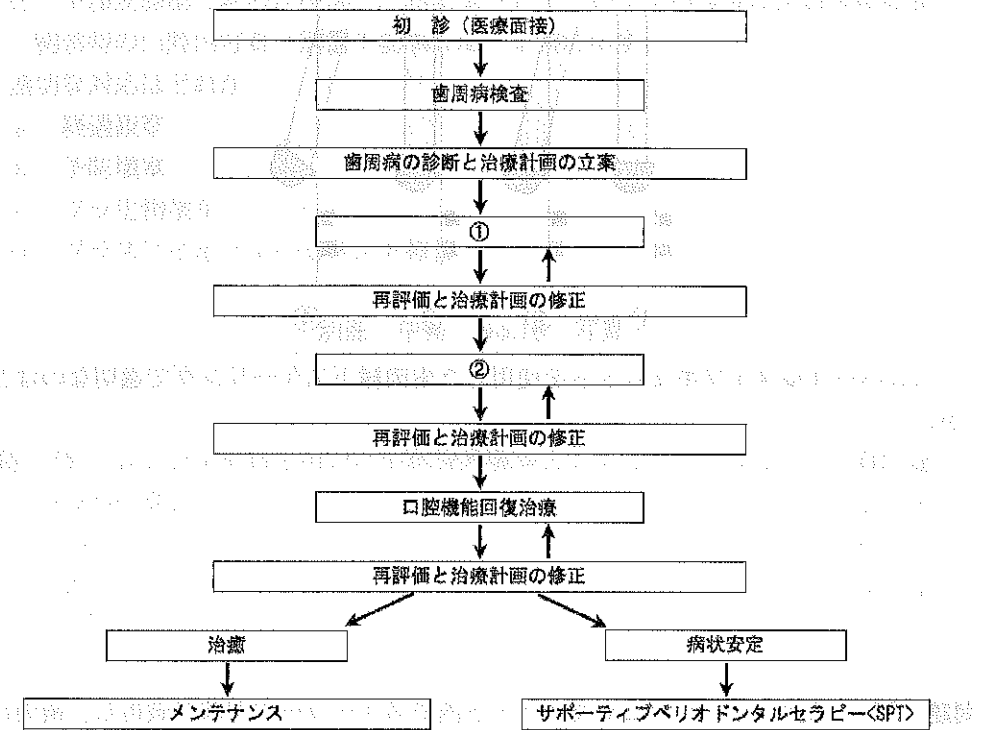 初 診(医療面接)
歯周病検査
歯周病の診断と治療計画の立案
①
再評価と治療計画の修正
②
再評価と治療計画の修正
口腔機能回復治療
再評価と治療計画の修正
治癒
病状安定
メンテナンス
サポーティブペリオドンタルセラピー<SPT>